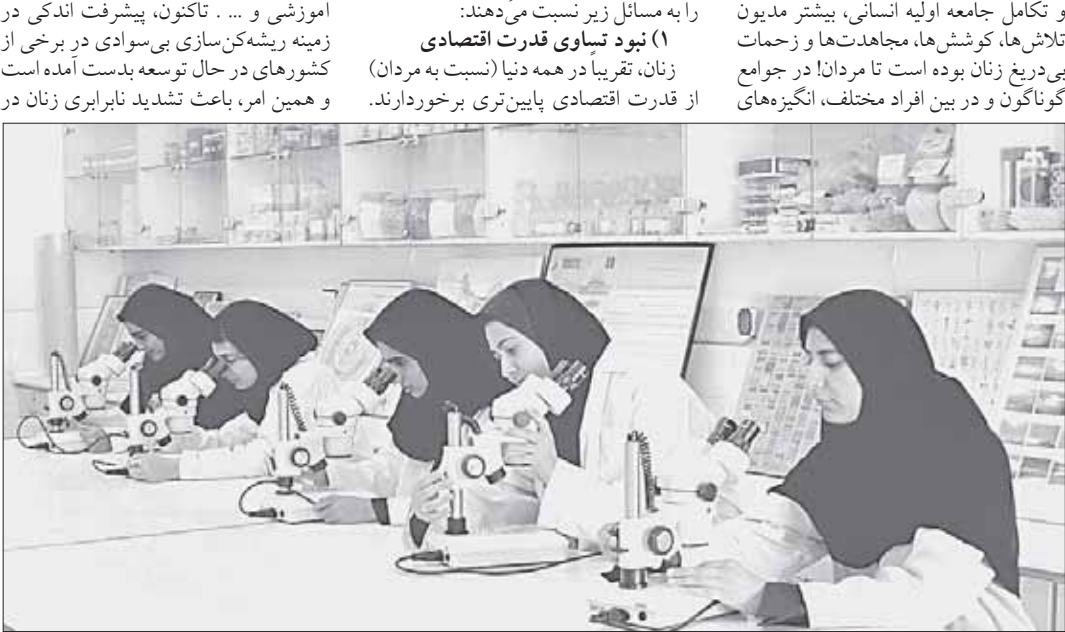 و تکامل جامعه اولیه انسانی، بیشتر مدیون
تلاش‌ها، کوشش‌ها، مجاهدت‌ها و زحمات
بی‌دریغ زنان بوده است تا مردان! در جوامع
گوناگون و در بین افراد مختلف، انگیزه‌های
را به مسائل زیر نسبت می‌دهند:
۱) نبود تساوی قدرت اقتصادی
زنان، تقریباً در همه دنیا (نسبت به مردان)
از قدرت اقتصادی پایین‌تری برخوردارند.
آموزشی و ... . تاکنون، پیشرفت اندکی در
زمینه ریشه‌کن‌سازی بی‌سوادی در برخی از
کشورهای در حال توسعه بدست آمده است
و همین امر، باعث تشدید نابرابری زنان در